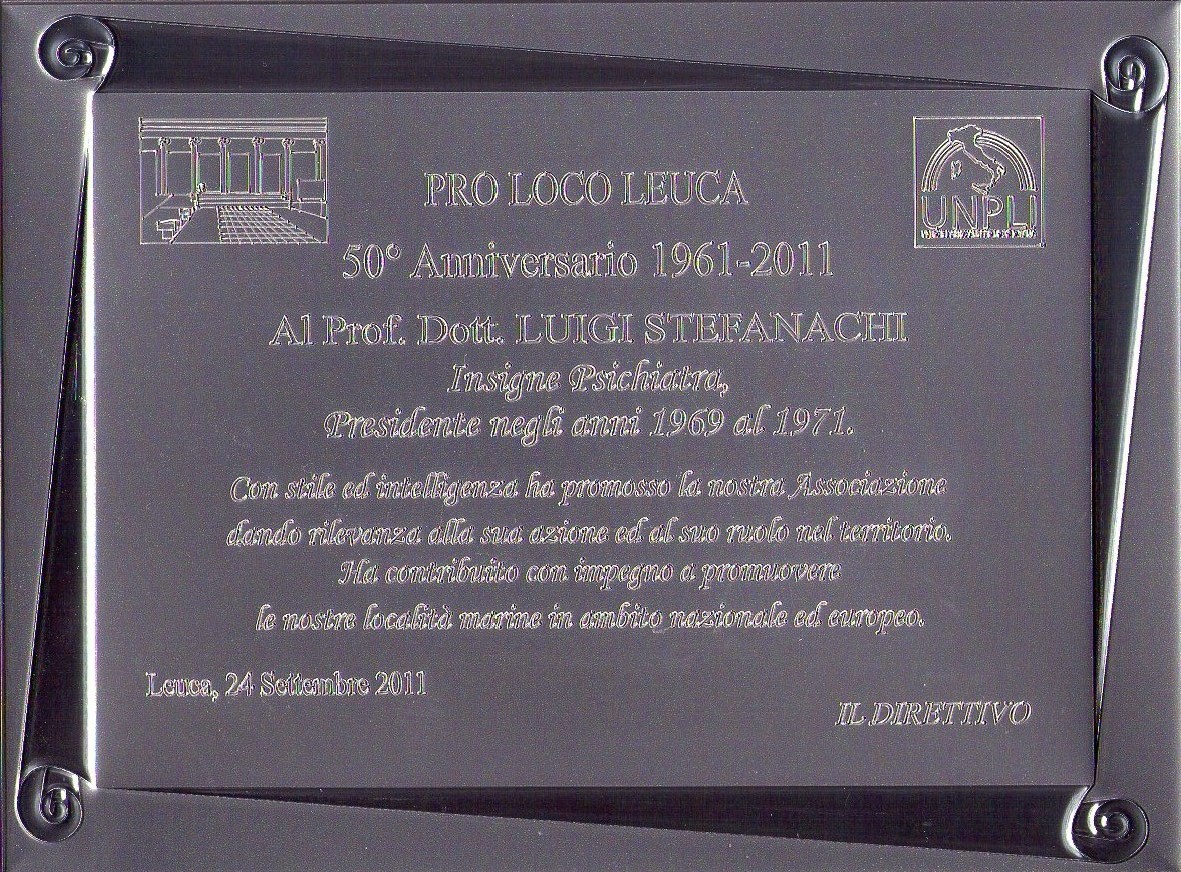 PRO LOCO LEUCA
UNPLI
50° Anniversario 1961-2011
Al Prof. Dott. LUIGI STEFANACHI
Insigne Psichiatra,
Presidente negli anni 1969 al 1971.
Con stile ed intelligenza ha promosso la nostra Associazione
dando rilevanza alla sua azione ed al suo ruolo nel territorio.
Ha contribuito con impegno a promuovere
le nostre località marine in ambito nazionale ed europeo.
Leuca, 24 Settembre 2011
IL DIRETTIVO